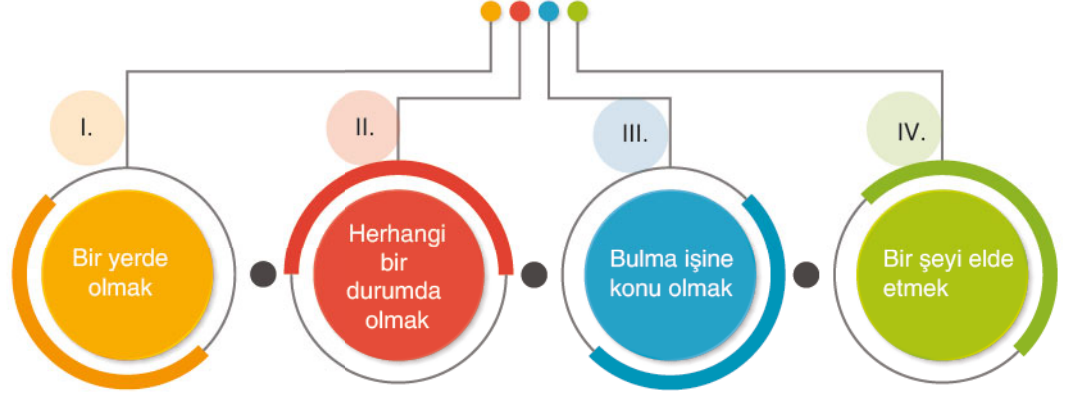 I.
II.
III.
IV.
Bir yerde
olmak
Herhangi
bir
durumda
olmak
Bulma işine
konu olmak
Bir şeyi elde
etmek